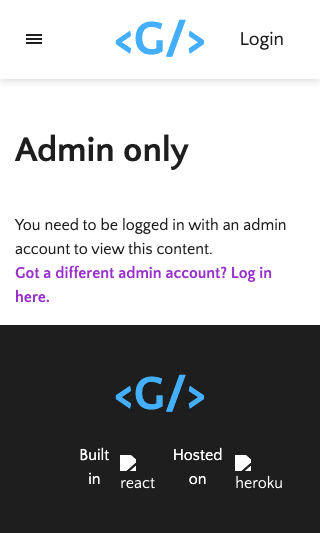 <G/>
Login
Admin only
You need to be logged in with an admin
account to view this content.
Got a different admin account? Log in
here.
<G/>
Built
in
react
Hosted
on
heroku